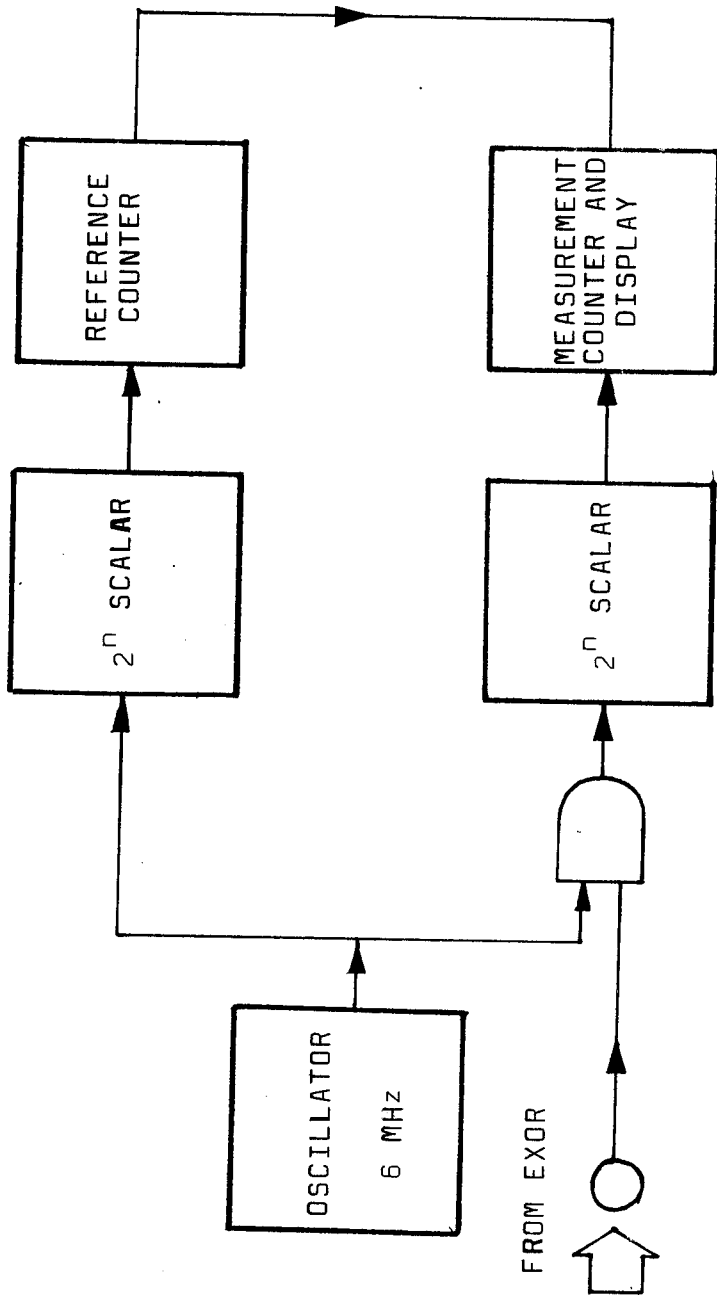 REFERENCE
COUNTER
MEASUREMENT
COUNTER AND
DISPLAY
2ⁿ SCALAR
2ⁿ SCALAR
OSCILLATOR
6 MHz
FROM EXOR